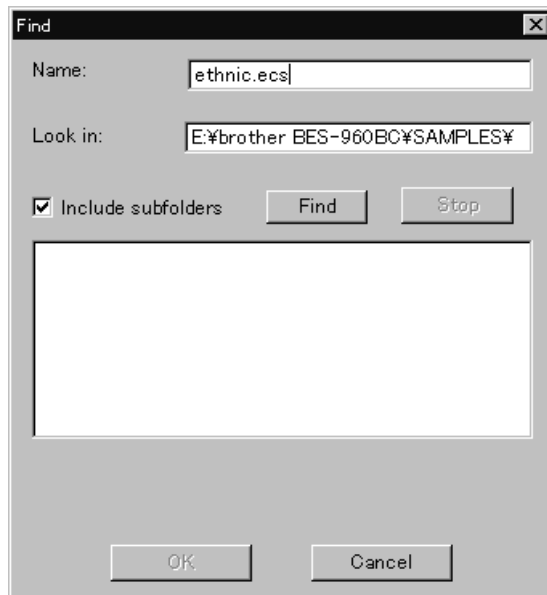 Find
Name:
ethnic.ecs
Look in:
E:¥brother BES-960BC¥SAMPLES¥
Include subfolders
Find
Stop
OK
Cancel